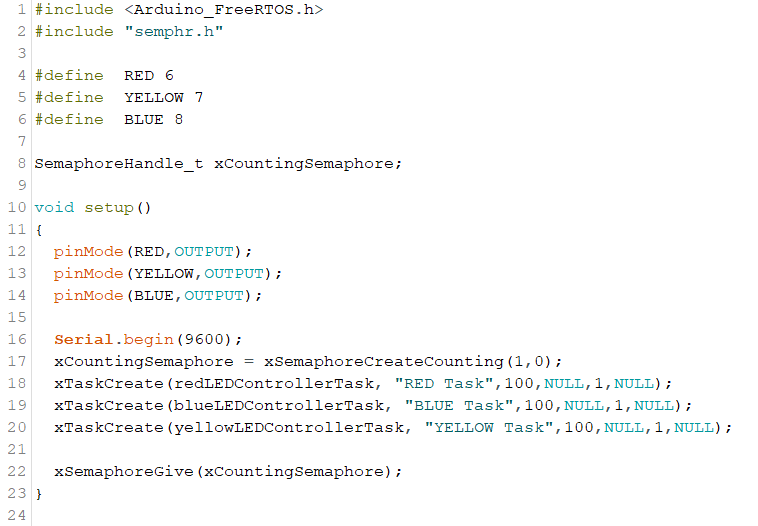 1 #include <Arduino_FreeRTOS.h>
2 #include "semphr.h"
3
4 #define  RED 6
5 #define  YELLOW 7
6 #define  BLUE 8
7
8 SemaphoreHandle_t xCountingSemaphore;
9
10 void setup()
11 {
12   pinMode(RED,OUTPUT);
13   pinMode(YELLOW,OUTPUT);
14   pinMode(BLUE,OUTPUT);
15
16   Serial.begin(9600);
17   xCountingSemaphore = xSemaphoreCreateCounting(1,0);
18   xTaskCreate(redLEDControllerTask, "RED Task",100,NULL,1,NULL);
19   xTaskCreate(blueLEDControllerTask, "BLUE Task",100,NULL,1,NULL);
20   xTaskCreate(yellowLEDControllerTask, "YELLOW Task",100,NULL,1,NULL);
21
22   xSemaphoreGive(xCountingSemaphore);
23 }
24